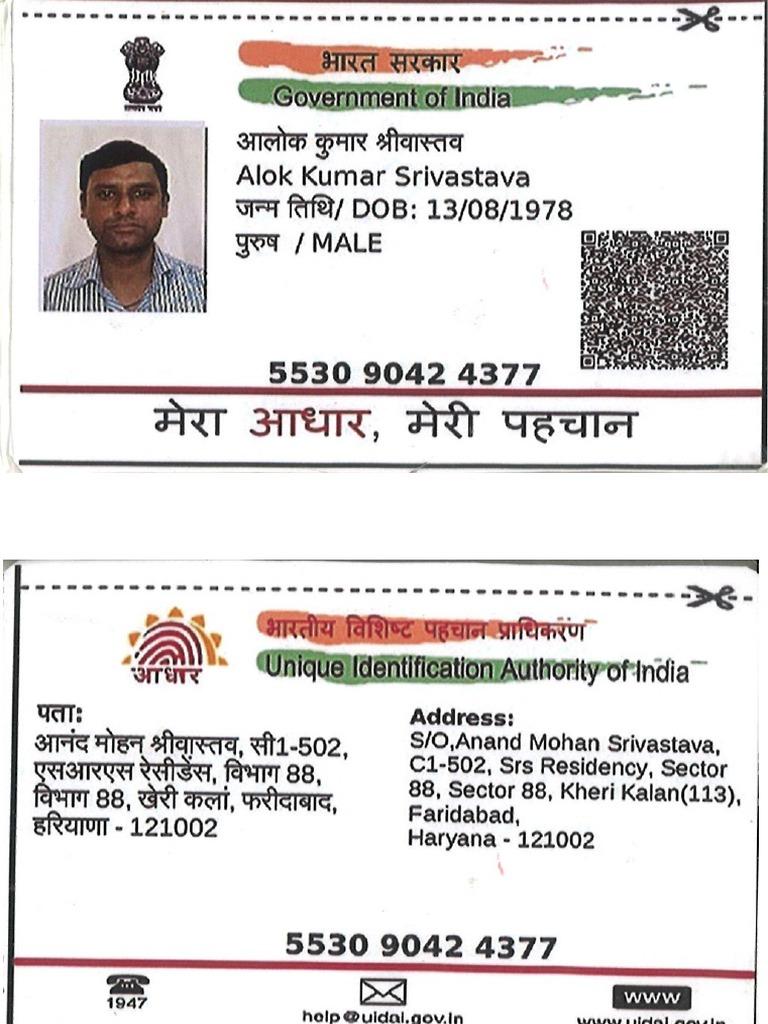 भारत सरकार
Government of India
आलोक कुमार श्रीवास्तव
Alok Kumar Srivastava
जन्म तिथि/ DOB: 13/08/1978
पुरुष / MALE
5530 9042 4377
मेरा आधार, मेरी पहचान
भारतीय विशिष्ट पहचान प्राधिकरण
Unique Identification Authority of India
आधार
पता:
आनंद मोहन श्रीवास्तव, सी1-502,
एसआरएस रेसीडेंस, विभाग 88,
विभाग 88, खेरी कलां, फरीदाबाद,
हरियाणा - 121002
Address:
S/O,Anand Mohan Srivastava,
C1-502, Srs Residency, Sector
88, Sector 88, Kheri Kalan(113),
Faridabad,
Haryana - 121002
5530 9042 4377
1947
help@uidai.gov.in
www
www.uidai.gov.in